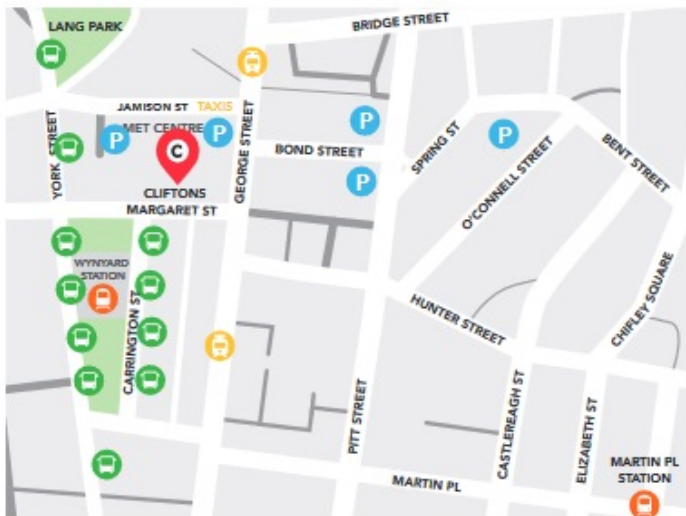 BRIDGE STREET
LANG PARK
JAMISON ST TAXIS
MET CENTRE
P
P
P
P
P
C
YORK STREET
GEORGE STREET
BOND STREET
SPRING ST
O'CONNELL STREET
BENT STREET
CLIFTONS
MARGARET ST
WYNYARD
STATION
CARRINGTON ST
HUNTER STREET
CHIFLEY SQUARE
PITT STREET
CASTLEREAGH ST
ELIZABETH ST
MARTIN PL
MARTIN PL
STATION